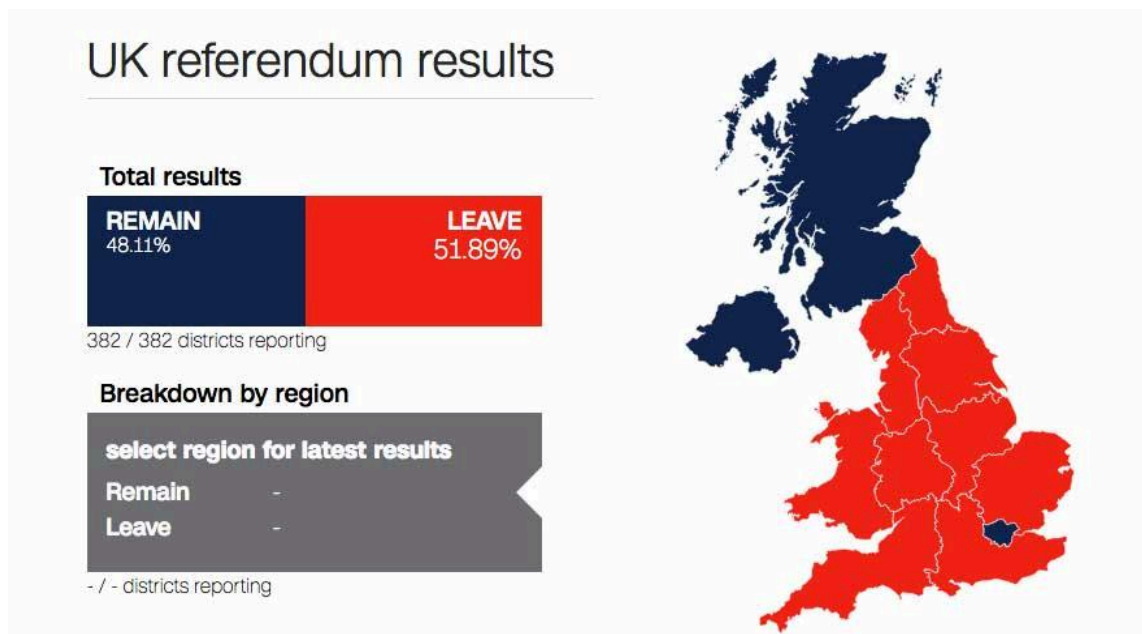 UK referendum results
Total results
REMAIN
48.11%
LEAVE
51.89%
382 / 382 districts reporting
Breakdown by region
select region for latest results
Remain -
Leave -
- / - districts reporting